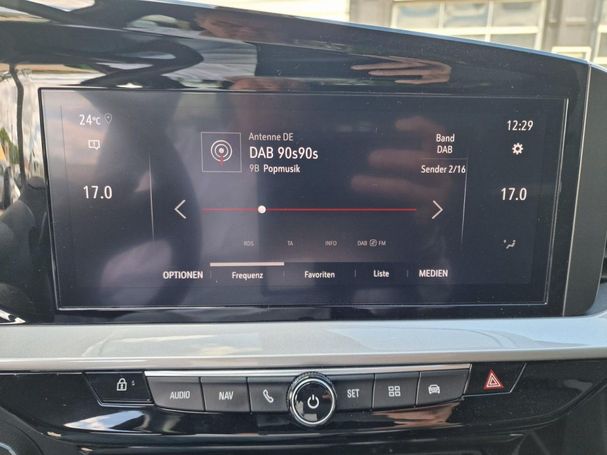 24°C
12:29
Antenne DE
DAB 90s90s
9B Popmusik
Band
DAB
Sender 2/16
17.0
17.0
RDS TA INFO DAB FM
OPTIONEN Frequenz Favoriten Liste MEDIEN
AUDIO NAV SET